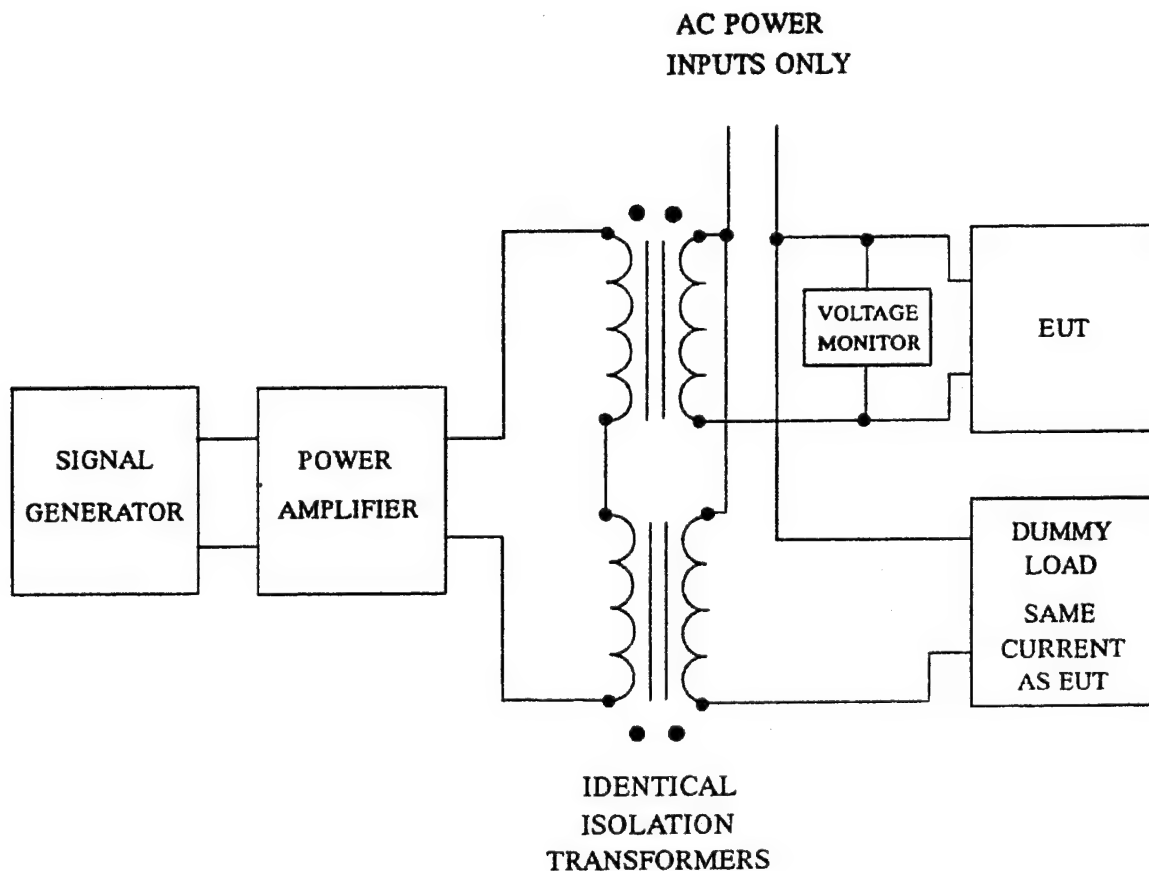 AC POWER
INPUTS ONLY
VOLTAGE
MONITOR
EUT
SIGNAL
GENERATOR
POWER
AMPLIFIER
DUMMY
LOAD
SAME
CURRENT
AS EUT
IDENTICAL
ISOLATION
TRANSFORMERS